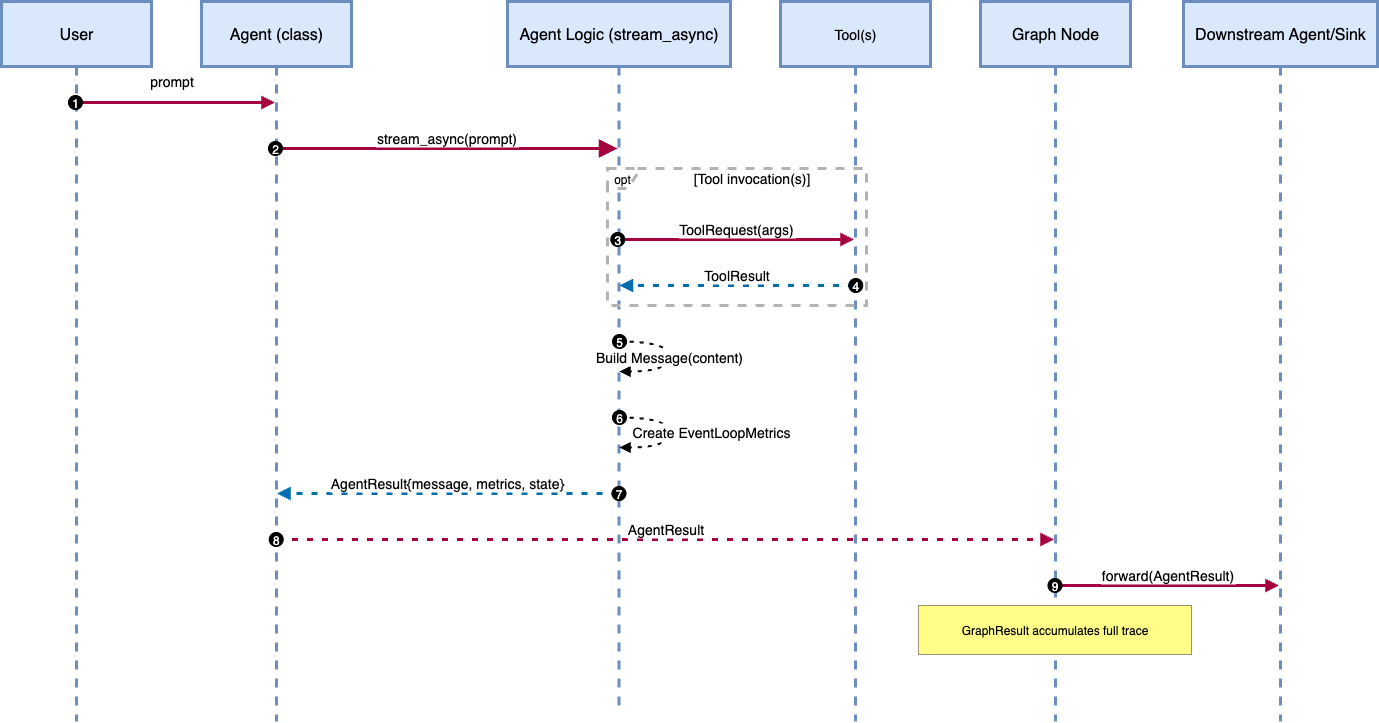 User
Agent (class)
Agent Logic (stream_async)
Tool(s)
Graph Node
Downstream Agent/Sink
prompt
1
stream_async(prompt)
2
opt
[Tool invocation(s)]
ToolRequest(args)
3
ToolResult
4
5
Build Message(content)
6
Create EventLoopMetrics
AgentResult{message, metrics, state}
7
AgentResult
8
forward(AgentResult)
9
GraphResult accumulates full trace